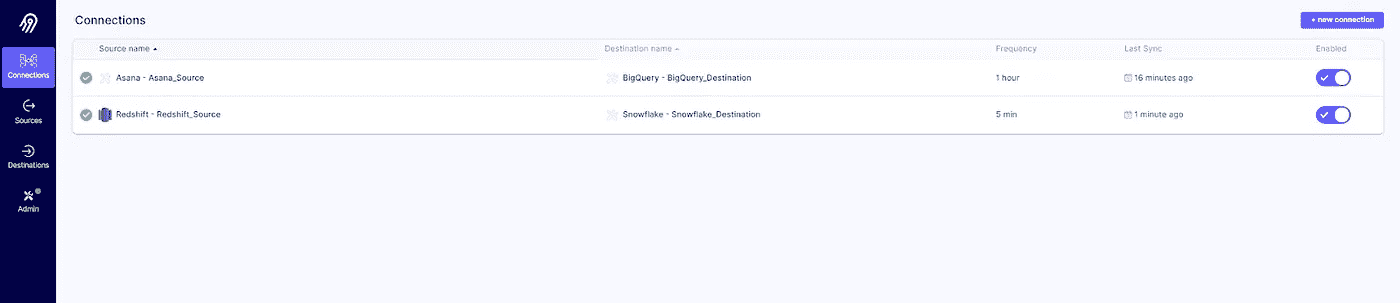 Connections
+ new connection
Source name Destination name Frequency Last Sync Enabled
Asana - Asana_Source BigQuery - BigQuery_Destination 1 hour 16 minutes ago
Redshift - Redshift_Source Snowflake - Snowflake_Destination 5 min 1 minute ago
Connections
Sources
Destinations
Admin